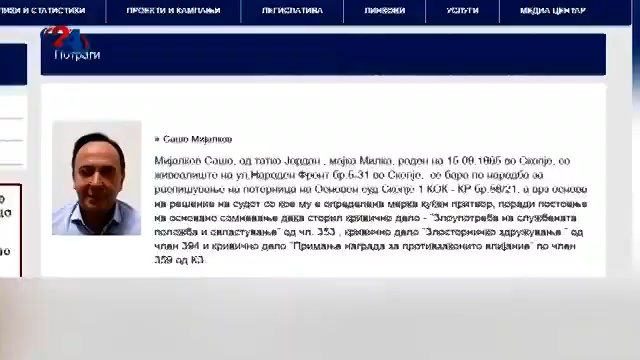 ЛИЗИ И СТАТИСТИКИ ПРОЕКТИ И КАМПАЊИ ЛЕГИСЛАТИВА ЛИНКОВИ УСЛУГИ МЕДИА ЦЕНТАР
24
Потраги
Сашо Мијалков
Мијалков Сашо, од татко Јордан , мајка Милка, роден на 15.09.1965 во Скопје, со
живеалиште на ул.Народен Фронт бр.5-31 во Скопје, се бара по наредба за
распишување на потерница на Основен суд Скопје 1 КОК - КР бр.58/21, а врз основа
на решение на судот со кое му е определена мерка куќен притвор, поради постоење
на основано сомневање дека сторил кривично дело - "Злоупотреба на службената
положба и овластување" од чл. 353 , кривично дело "Злосторничко здружување " од
член 394 и кривично дело "Примање награда за противзаконито влијание" по член
359 од КЗ.